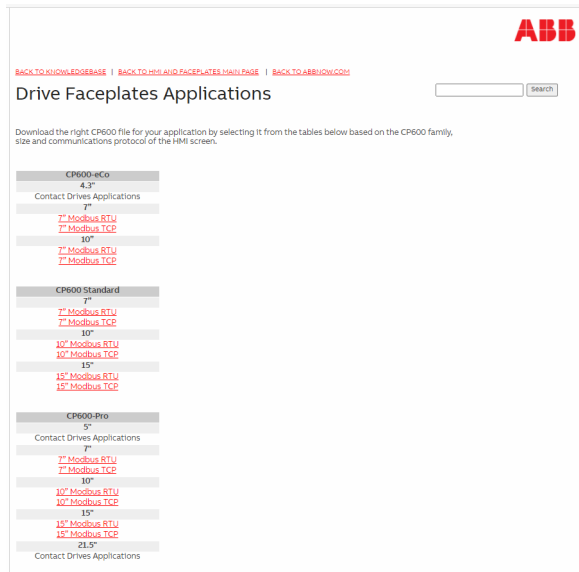 ABB
BACK TO KNOWLEDGEBASE | BACK TO HMI AND FACEPLATES MAIN PAGE | BACK TO ABBNOW.COM
Drive Faceplates Applications
Search
Download the right CP600 file for your application by selecting it from the tables below based on the CP600 family,
size and communications protocol of the HMI screen.
CP600-eCo
4.3"
Contact Drives Applications
7"
7" Modbus RTU
7" Modbus TCP
10"
7" Modbus RTU
7" Modbus TCP
CP600 Standard
7"
7" Modbus RTU
7" Modbus TCP
10"
10" Modbus RTU
10" Modbus TCP
15"
15" Modbus RTU
15" Modbus TCP
CP600-Pro
5"
Contact Drives Applications
7"
7" Modbus RTU
7" Modbus TCP
10"
10" Modbus RTU
10" Modbus TCP
15"
15" Modbus RTU
15" Modbus TCP
21.5"
Contact Drives Applications